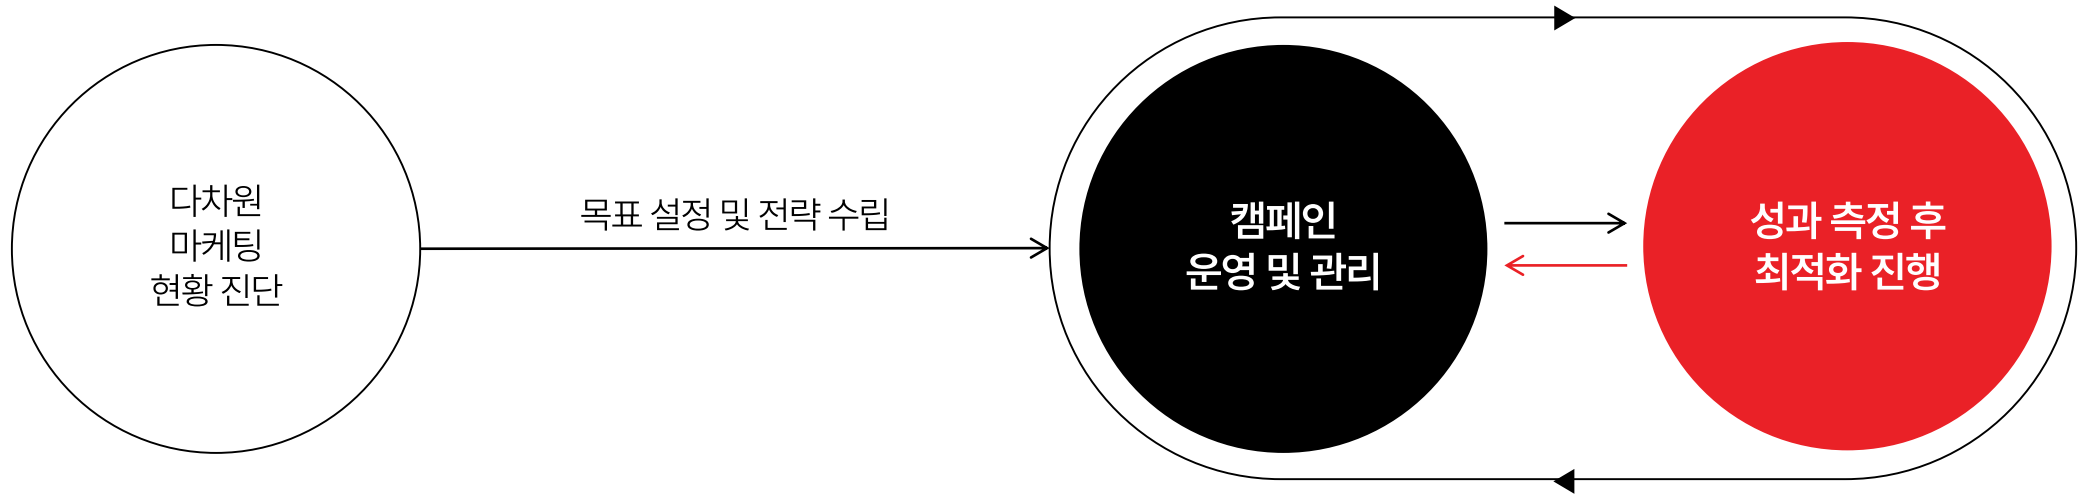 다차원
마케팅
현황 진단
목표 설정 및 전략 수립
캠페인
운영 및 관리
성과 측정 후
최적화 진행